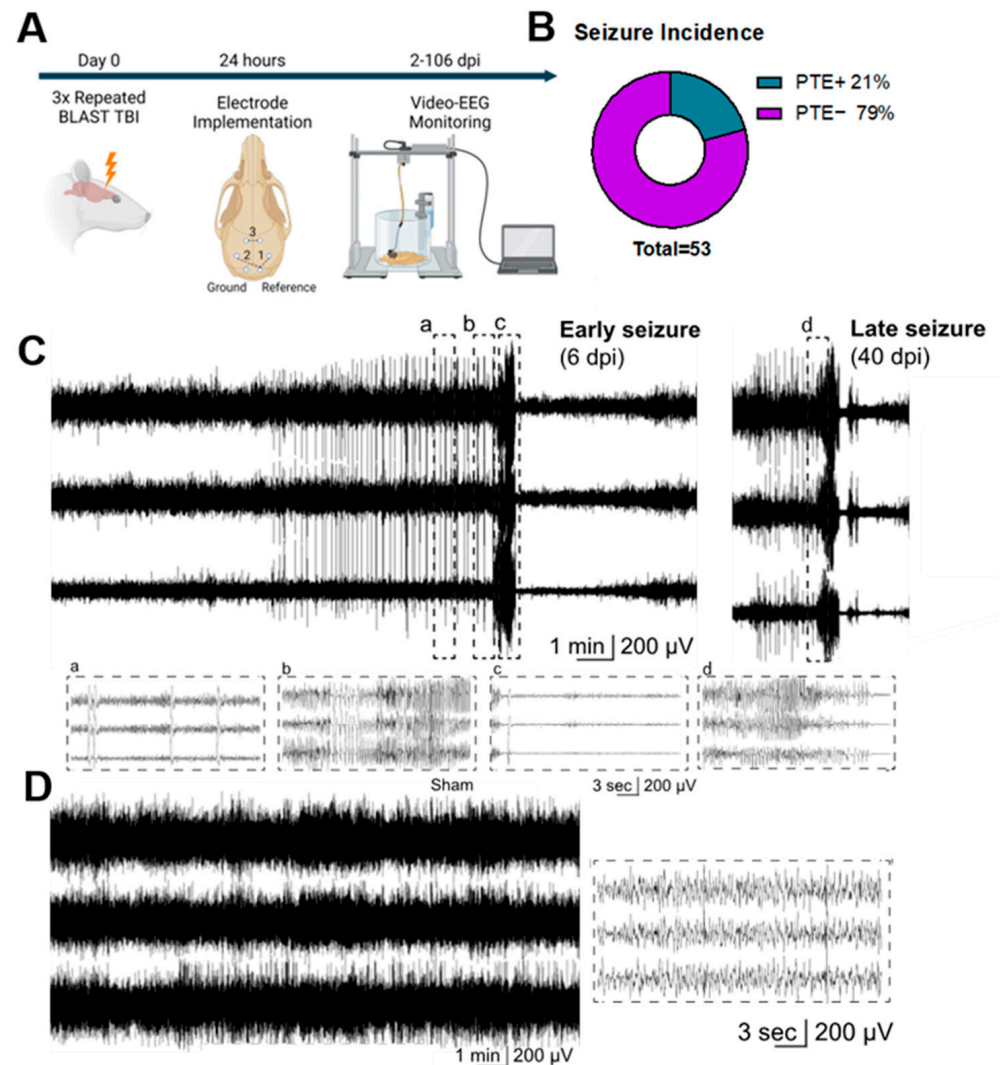 A
Day 0
24 hours
2-106 dpi
3x Repeated
BLAST TBI
Electrode
Implementation
Video-EEG
Monitoring
3
2
1
Ground
Reference
B
Seizure Incidence
PTE+ 21%
PTE− 79%
Total=53
C
a
b
c
Early seizure
(6 dpi)
d
Late seizure
(40 dpi)
1 min
200 µV
a
b
c
d
3 sec
200 µV
D
Sham
1 min
200 µV
3 sec
200 µV